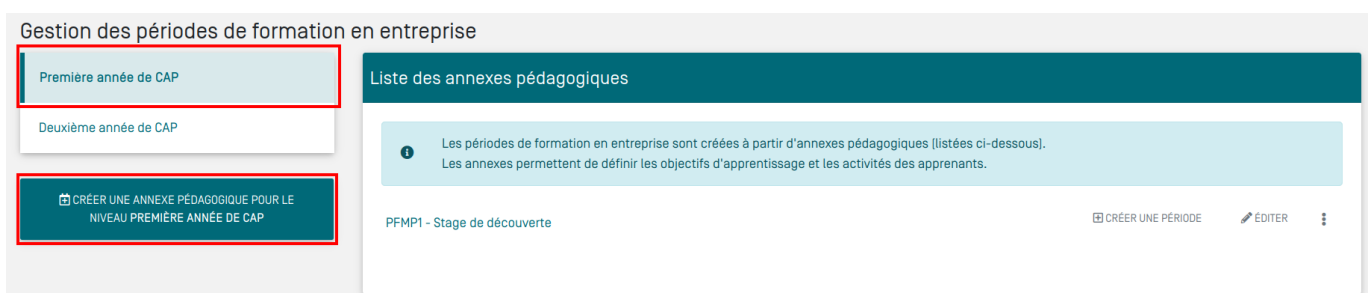 Gestion des périodes de formation en entreprise
Première année de CAP
Deuxième année de CAP
CRÉER UNE ANNEXE PÉDAGOGIQUE POUR LE
NIVEAU PREMIÈRE ANNÉE DE CAP
Liste des annexes pédagogiques
Les périodes de formation en entreprise sont créées à partir d'annexes pédagogiques (listées ci-dessous).
Les annexes permettent de définir les objectifs d'apprentissage et les activités des apprenants.
PFMP1 - Stage de découverte
CRÉER UNE PÉRIODE
ÉDITER